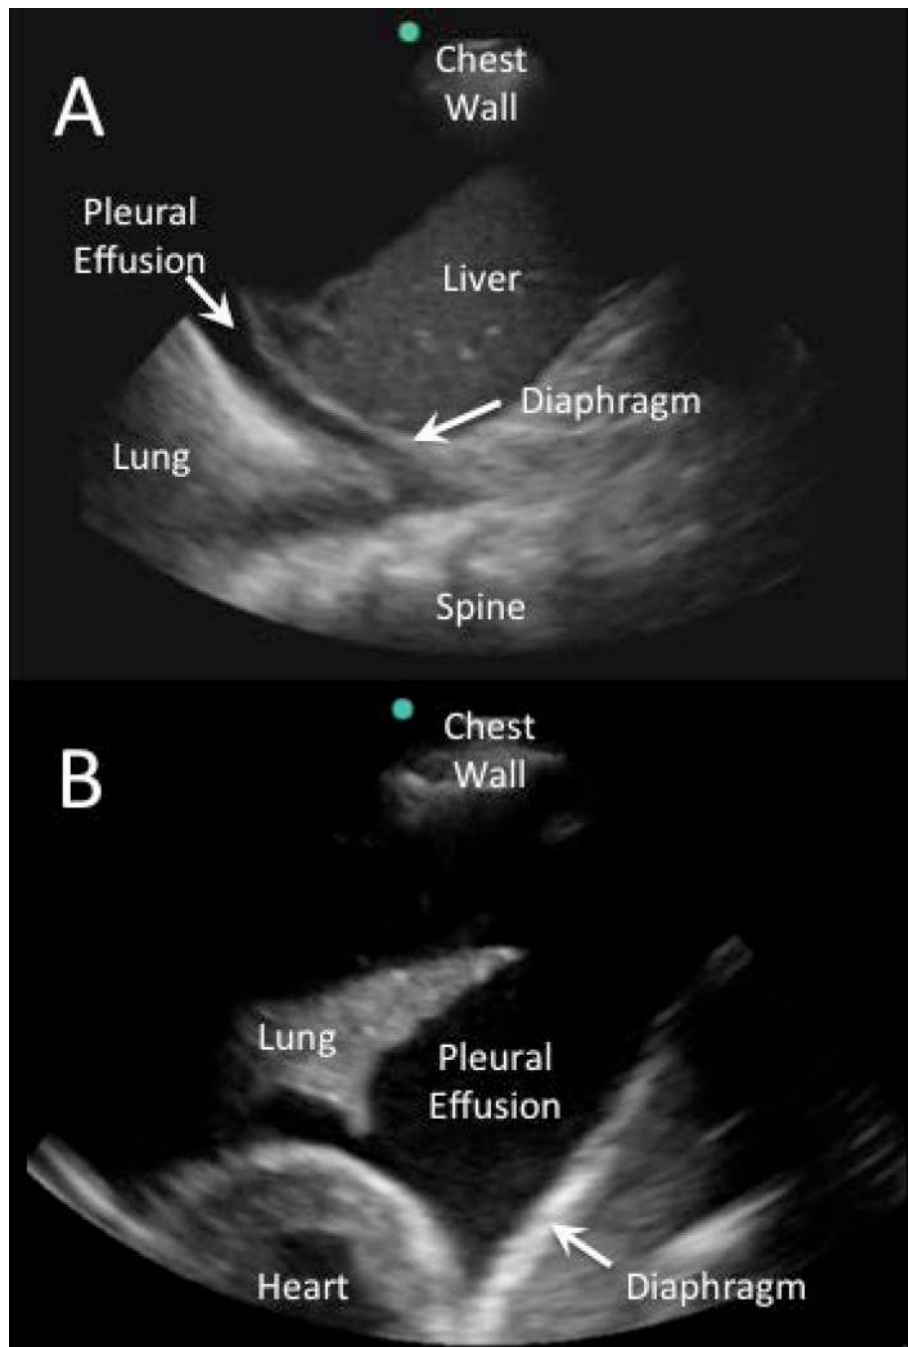 A
Chest
Wall
Pleural
Effusion
Liver
Diaphragm
Lung
Spine
B
Chest
Wall
Lung
Pleural
Effusion
Heart
Diaphragm